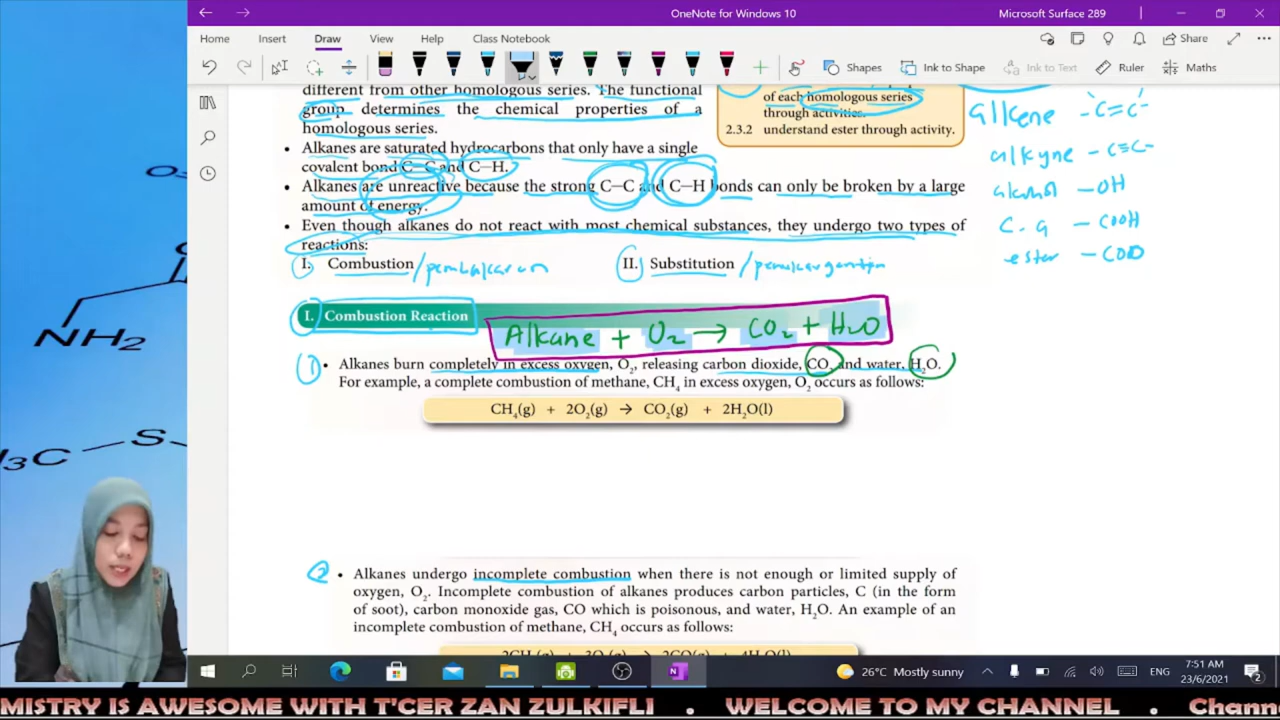 OneNote for Windows 10
Microsoft Surface 289
Home Insert Draw View Help Class Notebook
Share
Shapes Ink to Shape Ink to Text Ruler Maths
different from other homologous series. The functional
group determines the chemical properties of a
homologous series.
of each homologous series
through activities.
2.3.2 understand ester through activity.
alkene -C=C-
alkyne -C≡C-
alcohol -OH
C.a -COOH
ester -COO
• Alkanes are saturated hydrocarbons that only have a single
covalent bond C–C and C–H.
• Alkanes are unreactive because the strong C–C and C–H bonds can only be broken by a large
amount of energy.
• Even though alkanes do not react with most chemical substances, they undergo two types of
reactions:
I. Combustion /pembakaran II. Substitution /penukargantian
I. Combustion Reaction
Alkane + O₂ → CO₂ + H₂O
1 • Alkanes burn completely in excess oxygen, O₂, releasing carbon dioxide, CO₂ and water, H₂O.
For example, a complete combustion of methane, CH₄ in excess oxygen, O₂ occurs as follows:
CH₄(g) + 2O₂(g) → CO₂(g) + 2H₂O(l)
2 • Alkanes undergo incomplete combustion when there is not enough or limited supply of
oxygen, O₂. Incomplete combustion of alkanes produces carbon particles, C (in the form
of soot), carbon monoxide gas, CO which is poisonous, and water, H₂O. An example of an
incomplete combustion of methane, CH₄ occurs as follows:
NH₂
H₃C S
26°C Mostly sunny
ENG
7:51 AM
23/6/2021
2
MISTRY IS AWESOME WITH T'CER ZAN ZULKIFLI . WELCOME TO MY CHANNEL . Chann